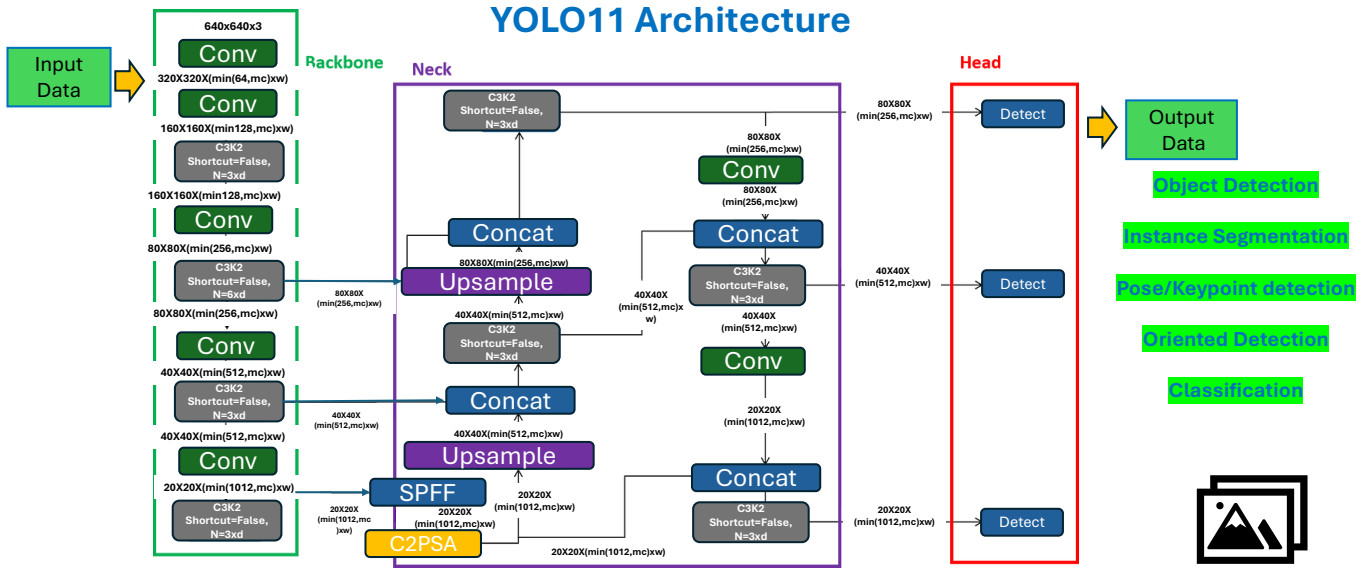 YOLO11 Architecture
Input
Data
640x640x3
Conv
320X320X(min(64,mc)xw)
Conv
160X160X(min128,mc)xw)
C3K2
Shortcut=False,
N=3xd
160X160X(min128,mc)xw)
Conv
80X80X(min(256,mc)xw)
C3K2
Shortcut=False,
N=6xd
80X80X(min(256,mc)xw)
Conv
40X40X(min(512,mc)xw)
C3K2
Shortcut=False,
N=3xd
40X40X(min(512,mc)xw)
Conv
20X20X(min(1012,mc)xw)
C3K2
Shortcut=False,
N=3xd
Backbone
80X80X
(min(256,mc)xw)
40X40X
(min(512,mc)xw)
20X20X
(min(1012,mc
)xw)
Neck
C3K2
Shortcut=False,
N=3xd
Concat
80X80X(min(256,mc)xw)
Upsample
40X40X(min(512,mc)xw)
C3K2
Shortcut=False,
N=3xd
Concat
40X40X(min(512,mc)xw)
Upsample
SPFF
20X20X
(min(1012,mc)xw)
20X20X
(min(1012,mc)xw)
C2PSA
20X20X(min(1012,mc)xw)
40X40X
(min(512,mc)x
w)
80X80X
(min(256,mc)xw)
Conv
80X80X
(min(256,mc)xw)
Concat
C3K2
Shortcut=False,
N=3xd
40X40X
(min(512,mc)xw)
Conv
20X20X
(min(1012,mc)xw)
Concat
C3K2
Shortcut=False,
N=3xd
80X80X
(min(256,mc)xw)
40X40X
(min(512,mc)xw)
20X20X
(min(1012,mc)xw)
Head
Detect
Detect
Detect
Output
Data
Object Detection
Instance Segmentation
Pose/Keypoint detection
Oriented Detection
Classification